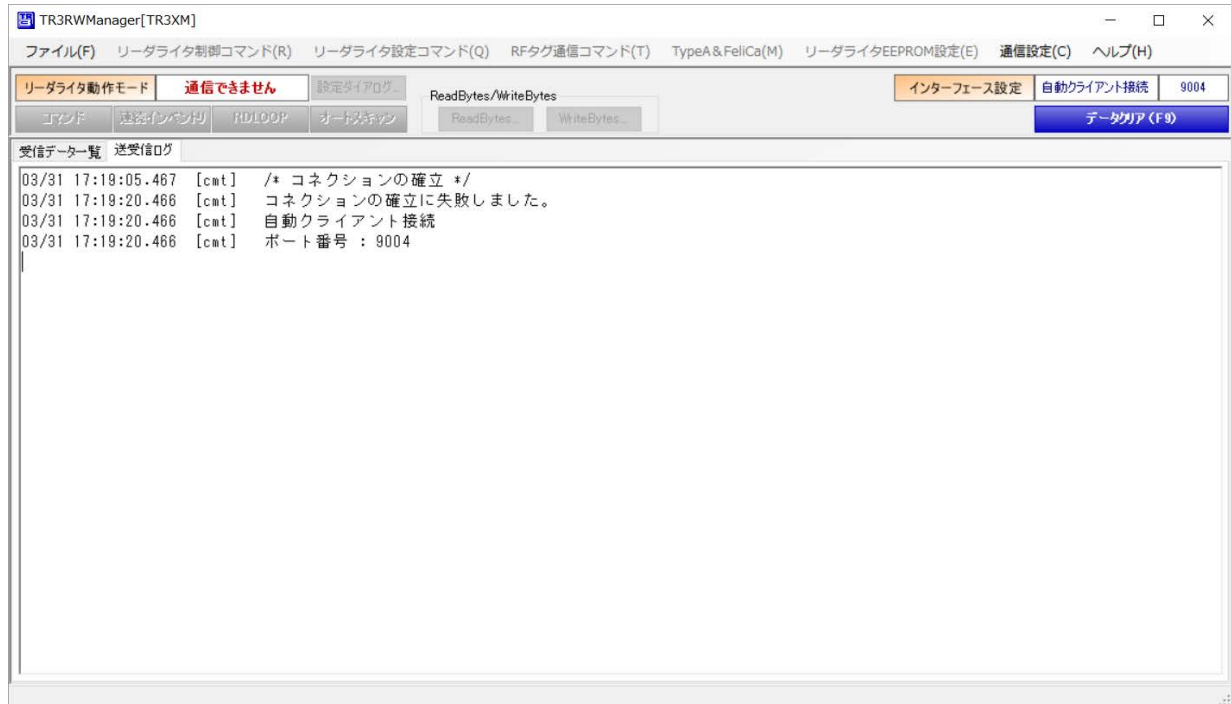 TR3RWManager[TR3XM]
ファイル(F) リーダライタ制御コマンド(R) リーダライタ設定コマンド(Q) RFタグ通信コマンド(T) TypeA&FeliCa(M) リーダライタEEPROM設定(E) 通信設定(C) ヘルプ(H)
リーダライタ動作モード 通信できません 設定ダイアログ... ReadBytes/WriteBytes インターフェース設定 自動クライアント接続 9004
コマンド 連続インベントリ RDLOOP オートスキャン ReadBytes... WriteBytes... データクリア (F9)
受信データ一覧 送受信ログ
03/31 17:19:05.467 [cmt] /* コネクションの確立 */
03/31 17:19:20.466 [cmt] コネクションの確立に失敗しました。
03/31 17:19:20.466 [cmt] 自動クライアント接続
03/31 17:19:20.466 [cmt] ポート番号 : 9004